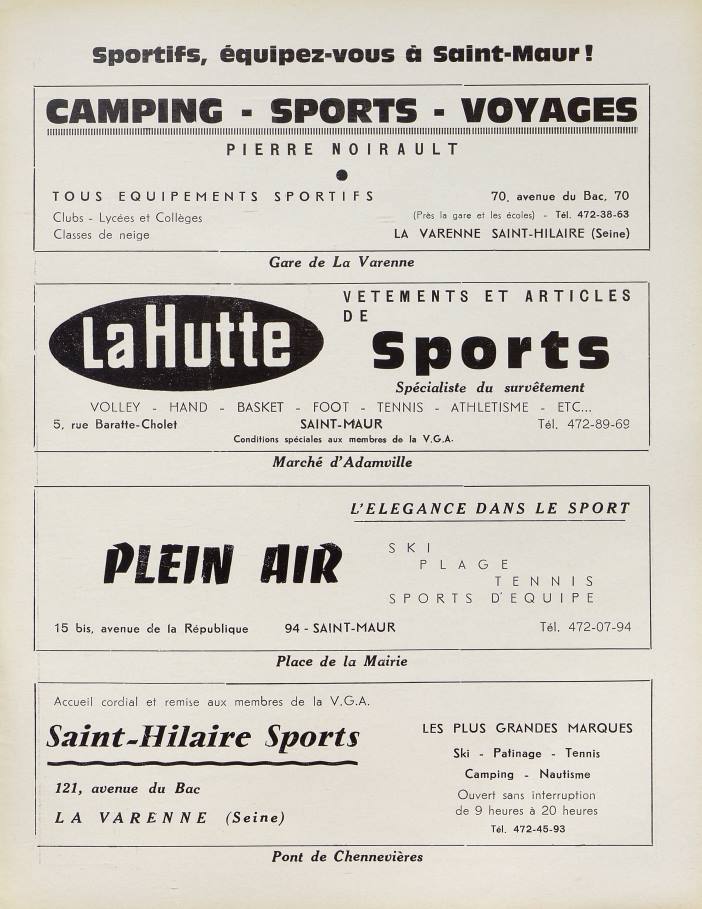 Sportifs, équipez-vous à Saint-Maur !
CAMPING - SPORTS - VOYAGES
PIERRE NOIRAULT
TOUS EQUIPEMENTS SPORTIFS
Clubs - Lycées et Collèges
Classes de neige
70, avenue du Bac, 70
(Près la gare et les écoles) - Tél. 472-38-63
LA VARENNE SAINT-HILAIRE (Seine)
Gare de La Varenne
La Hutte
VETEMENTS ET ARTICLES
DE
Sports
Spécialiste du survêtement
VOLLEY - HAND - BASKET - FOOT - TENNIS - ATHLETISME - ETC...
5, rue Baratte-Cholet SAINT-MAUR Tél. 472-89-69
Conditions spéciales aux membres de la V.G.A.
Marché d'Adamville
L'ELEGANCE DANS LE SPORT
PLEIN AIR
SKI
PLAGE
TENNIS
SPORTS D'EQUIPE
15 bis, avenue de la République 94 - SAINT-MAUR Tél. 472-07-94
Place de la Mairie
Accueil cordial et remise aux membres de la V.G.A.
Saint-Hilaire Sports
121, avenue du Bac
LA VARENNE (Seine)
LES PLUS GRANDES MARQUES
Ski - Patinage - Tennis
Camping - Nautisme
Ouvert sans interruption
de 9 heures à 20 heures
Tél. 472-45-93
Pont de Chennevières